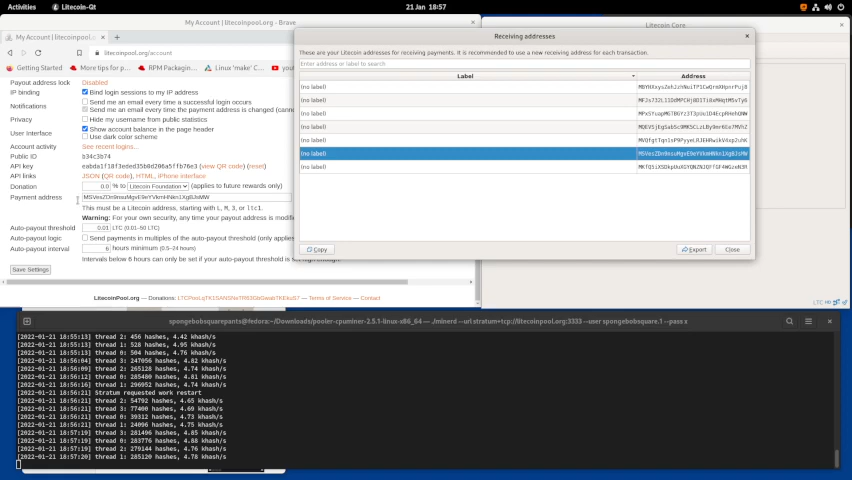 Activities Litecoin-Qt 21 Jan 18:57
My Account | litecoinpool.org - Brave
My Account | litecoinpool.o
litecoinpool.org/account
Getting Started More tips for p... RPM Packagin... Linux 'make' C...
Payout address lock Disabled
IP binding Bind login sessions to my IP address
Notifications Send me an email every time a successful login occurs
Send me an email every time the payment address is changed (canno
Privacy Hide my username from public statistics
User Interface Show account balance in the page header
Use dark color scheme
Account activity See recent logins...
Public ID b34c3b74
API key (view QR code) (reset)
API links JSON (QR code), HTML, iPhone interface
Donation 0.0 % to Litecoin Foundation (applies to future rewards only)
Payment address
This must be a Litecoin address, starting with L, M, 3, or ltc1.
Warning: For your own security, any time your payout address is modifi
Auto-payout threshold 0.01 LTC (0.01–50 LTC)
Auto-payout logic Send payments in multiples of the auto-payout threshold (only applies
Auto-payout interval 6 hours minimum (0.5–24 hours)
Intervals below 6 hours can only be set if your auto-payout threshold is
Save Settings
LitecoinPool.org — Donations: — Terms of Service — Contact
Litecoin Core
LTC HD
Receiving addresses
These are your Litecoin addresses for receiving payments. It is recommended to use a new receiving address for each transaction.
Enter address or label to search
Label Address
(no label)
(no label)
(no label)
(no label)
(no label)
(no label)
(no label)
Copy Export Close
spongebobsquarepants@fedora:~/Downloads/pooler-cpuminer-2.5.1-linux-x86_64 — ./minerd --url stratum+tcp://litecoinpool.org:3333 --user spongebobsquare.1 --pass x
[2022-01-21 18:55:13] thread 2: 456 hashes, 4.42 khash/s
[2022-01-21 18:55:13] thread 1: 528 hashes, 4.95 khash/s
[2022-01-21 18:55:13] thread 0: 504 hashes, 4.76 khash/s
[2022-01-21 18:56:04] thread 3: 247056 hashes, 4.82 khash/s
[2022-01-21 18:56:09] thread 2: 265128 hashes, 4.74 khash/s
[2022-01-21 18:56:12] thread 0: 285480 hashes, 4.81 khash/s
[2022-01-21 18:56:16] thread 1: 296952 hashes, 4.74 khash/s
[2022-01-21 18:56:21] Stratum requested work restart
[2022-01-21 18:56:21] thread 2: 54792 hashes, 4.65 khash/s
[2022-01-21 18:56:21] thread 3: 77400 hashes, 4.69 khash/s
[2022-01-21 18:56:21] thread 0: 39312 hashes, 4.73 khash/s
[2022-01-21 18:56:21] thread 1: 24096 hashes, 4.75 khash/s
[2022-01-21 18:57:19] thread 3: 281496 hashes, 4.85 khash/s
[2022-01-21 18:57:19] thread 0: 283776 hashes, 4.88 khash/s
[2022-01-21 18:57:19] thread 2: 279144 hashes, 4.76 khash/s
[2022-01-21 18:57:20] thread 1: 285120 hashes, 4.78 khash/s